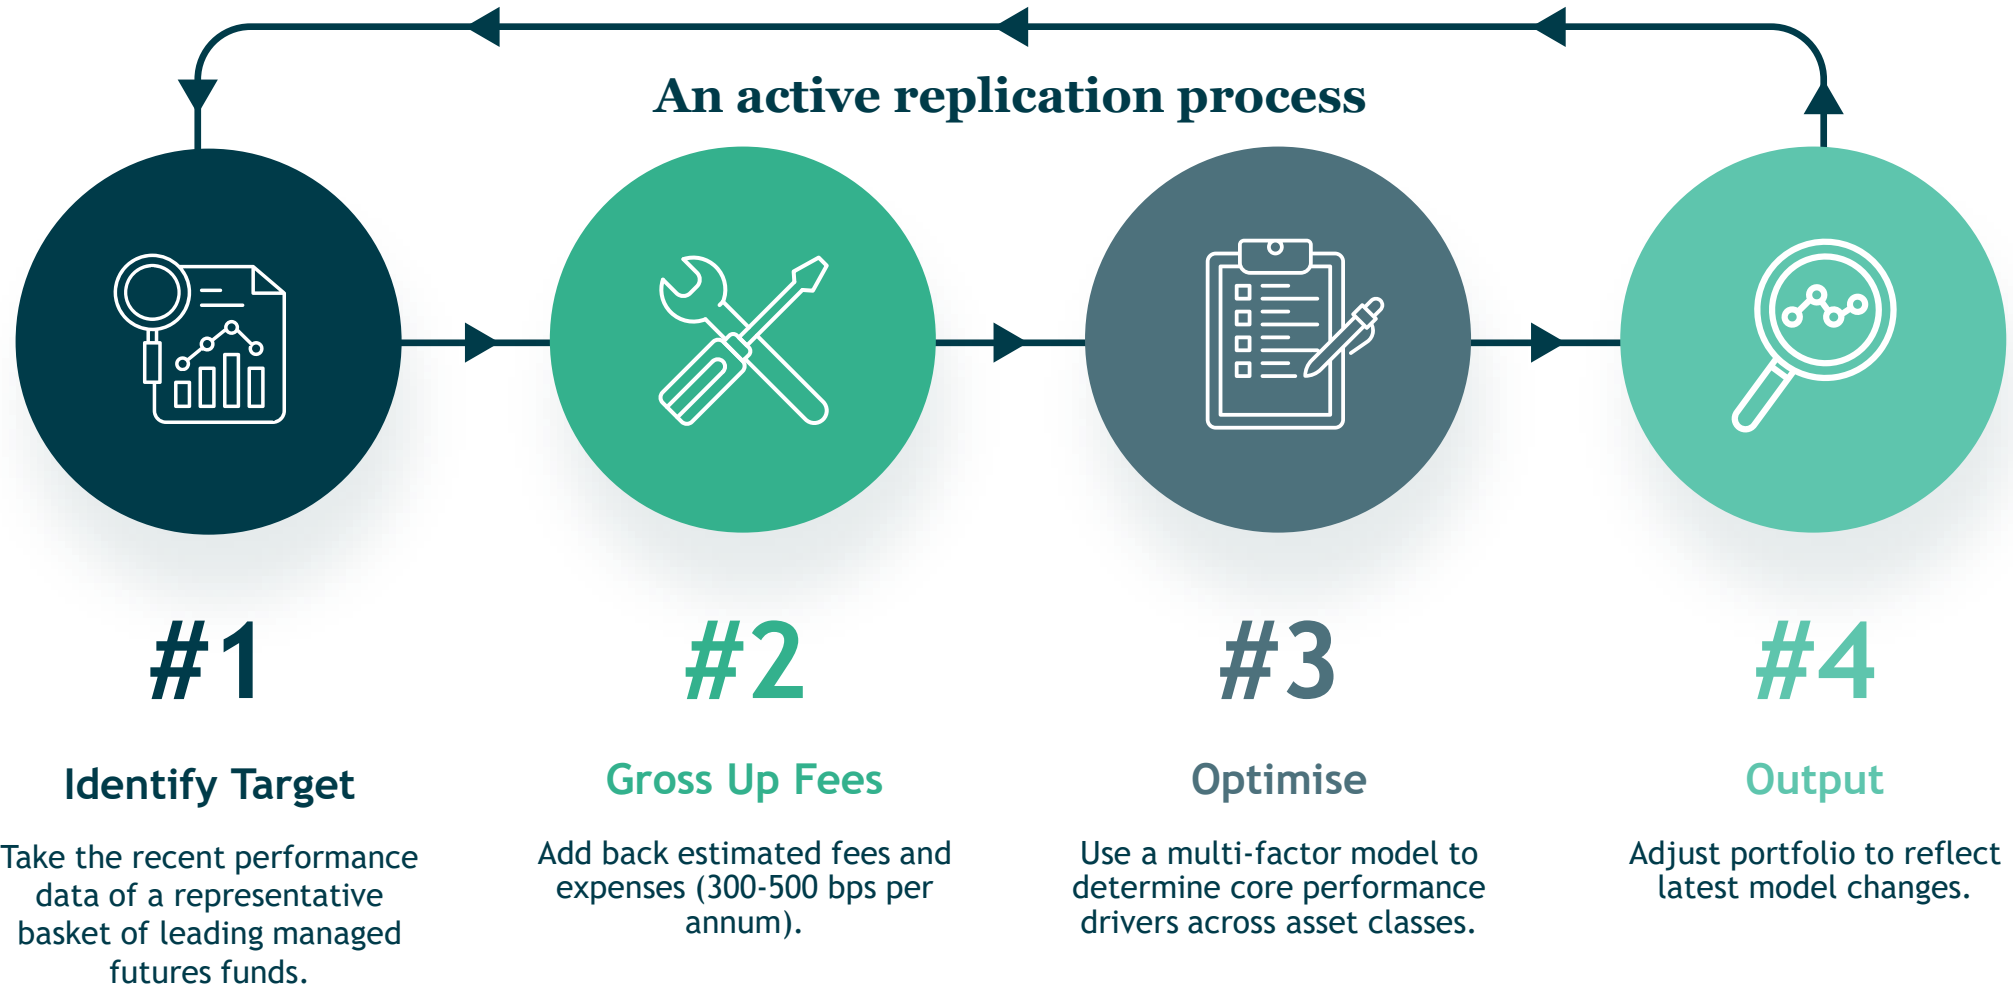 An active replication process
#1
Identify Target
Take the recent performance
data of a representative
basket of leading managed
futures funds.
#2
Gross Up Fees
Add back estimated fees and
expenses (300-500 bps per
annum).
#3
Optimise
Use a multi-factor model to
determine core performance
drivers across asset classes.
#4
Output
Adjust portfolio to reflect
latest model changes.